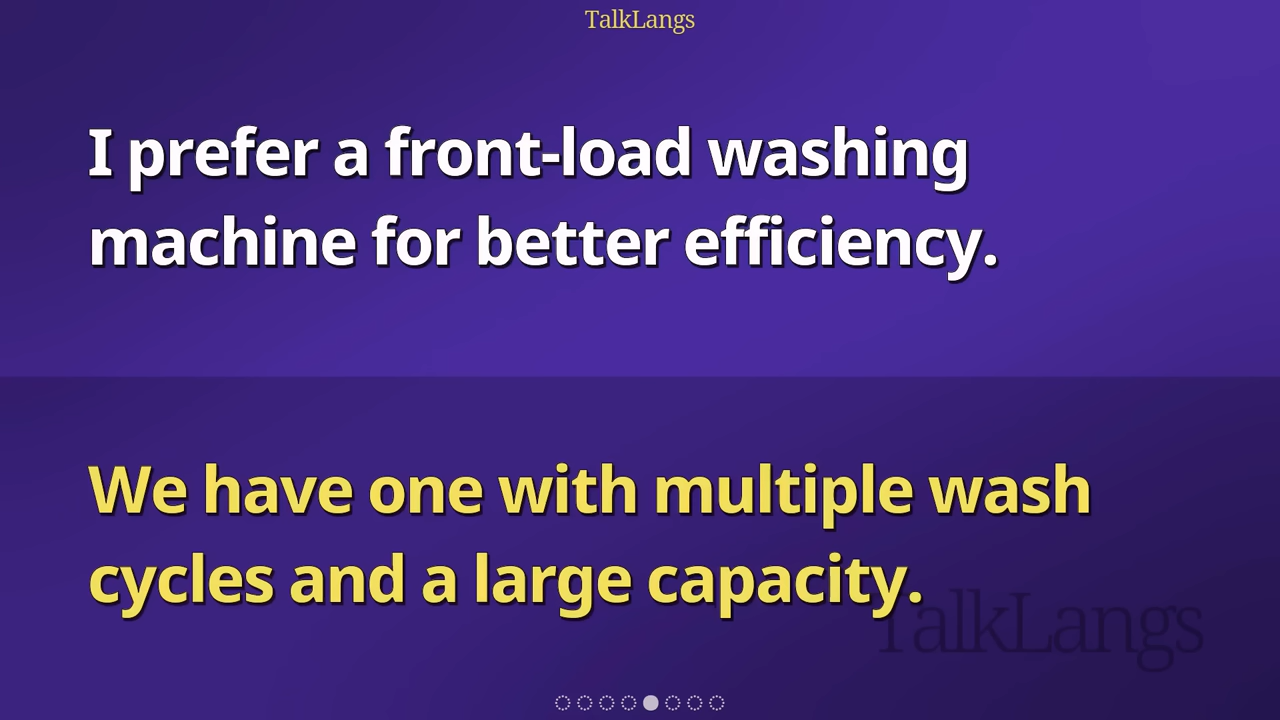 TalkLangs
I prefer a front-load washing
machine for better efficiency.
We have one with multiple wash
cycles and a large capacity.
TalkLangs